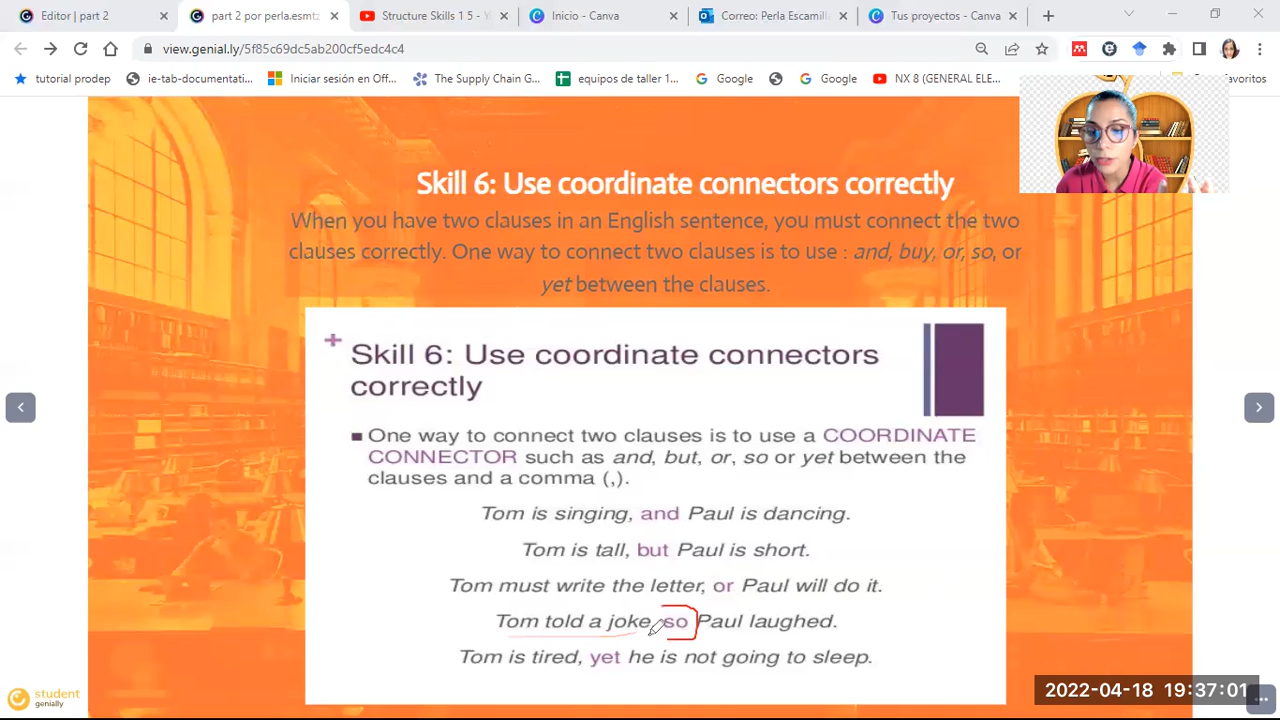 Editor | part 2
part 2 por perla.esmtz
Structure Skills 1 5 - Y
Inicio - Canva
Correo: Perla Escamill
Tus proyectos - Canva
view.genial.ly/5f85c69dc5ab200cf5edc4c4
tutorial prodep
ie-tab-documentati...
Iniciar sesión en Off...
The Supply Chain G...
equipos de taller 1...
Google
Google
NX 8 (GENERAL ELE...
Favoritos
Skill 6: Use coordinate connectors correctly
When you have two clauses in an English sentence, you must connect the two
clauses correctly. One way to connect two clauses is to use : and, buy, or, so, or
yet between the clauses.
Skill 6: Use coordinate connectors
correctly
One way to connect two clauses is to use a COORDINATE
CONNECTOR such as and, but, or, so or yet between the
clauses and a comma (,).
Tom is singing, and Paul is dancing.
Tom is tall, but Paul is short.
Tom must write the letter, or Paul will do it.
Tom told a joke, so Paul laughed.
Tom is tired, yet he is not going to sleep.
student
genially
2022-04-18 19:37:01